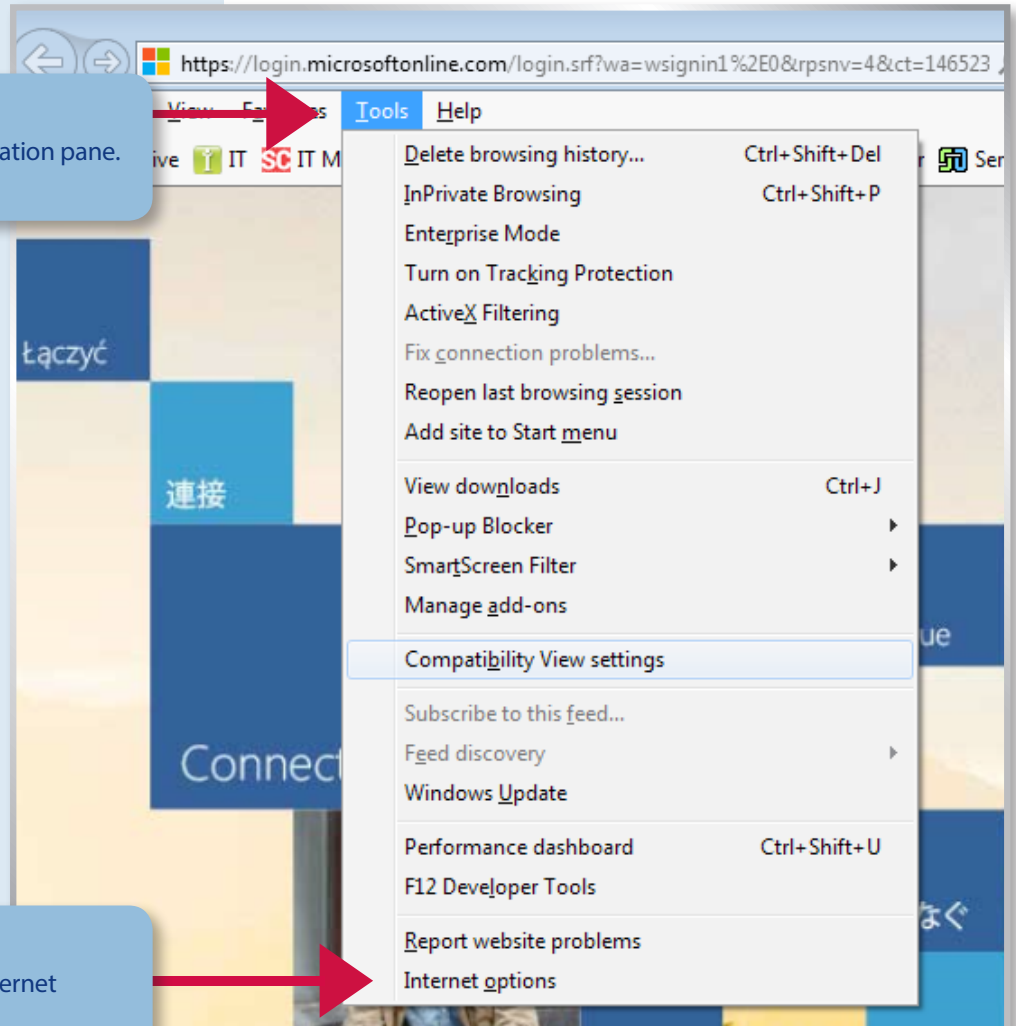 https://login.microsoftonline.com/login.srf?wa=wsignin1%2E0&rpsnv=4&ct=146523
View Favorites Tools Help
ation pane.
ive IT SC IT M r Ser
Delete browsing history... Ctrl+Shift+Del
InPrivate Browsing Ctrl+Shift+P
Enterprise Mode
Turn on Tracking Protection
ActiveX Filtering
Fix connection problems...
Reopen last browsing session
Add site to Start menu
Łączyć
連接
View downloads Ctrl+J
Pop-up Blocker
SmartScreen Filter
Manage add-ons
ue
Compatibility View settings
Subscribe to this feed...
Feed discovery
Windows Update
Connect
Performance dashboard Ctrl+Shift+U
F12 Developer Tools
なぐ
Report website problems
Internet options
ernet